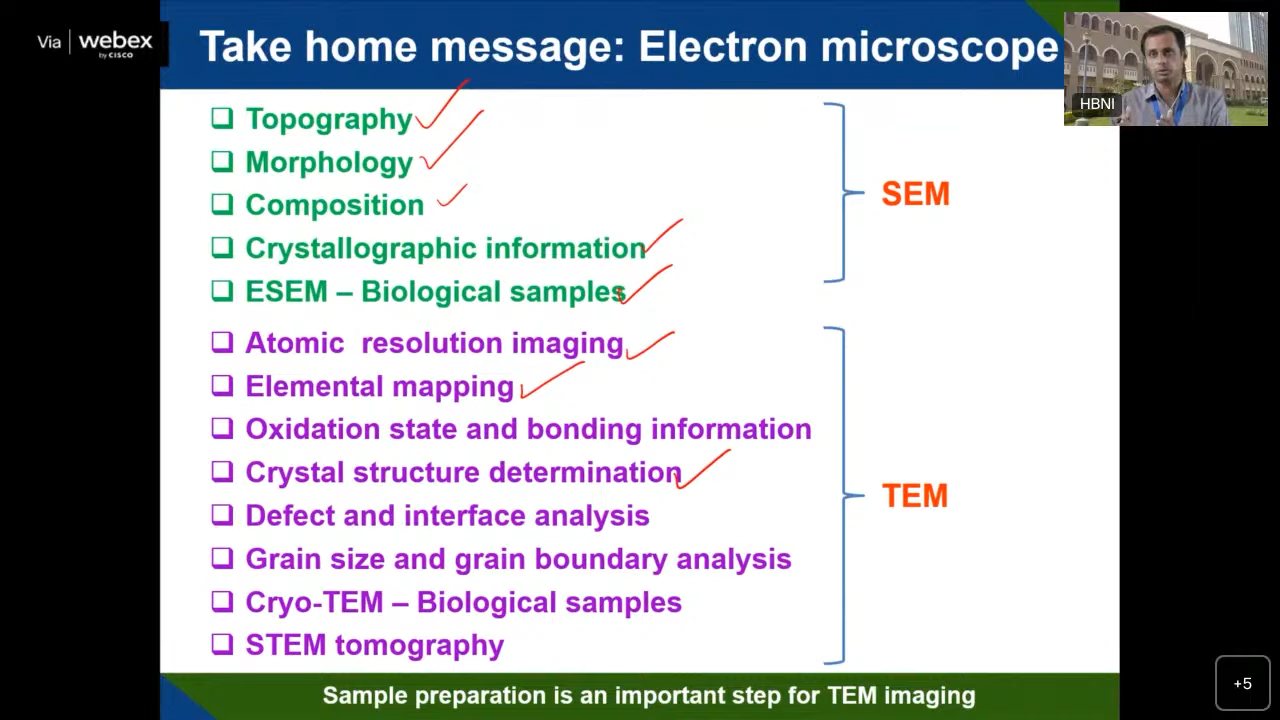 Via webex
by CISCO
Take home message: Electron microscope
HBNI
❑ Topography
❑ Morphology
❑ Composition
❑ Crystallographic information
❑ ESEM – Biological samples
SEM
❑ Atomic resolution imaging
❑ Elemental mapping
❑ Oxidation state and bonding information
❑ Crystal structure determination
❑ Defect and interface analysis
❑ Grain size and grain boundary analysis
❑ Cryo-TEM – Biological samples
❑ STEM tomography
TEM
Sample preparation is an important step for TEM imaging
+5